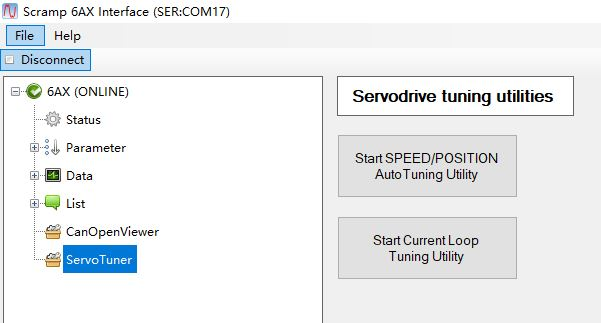 Scramp 6AX Interface (SER:COM17)
File Help
Disconnect
6AX (ONLINE)
Status
Parameter
Data
List
CanOpenViewer
ServoTuner
Servodrive tuning utilities
Start SPEED/POSITION
AutoTuning Utility
Start Current Loop
Tuning Utility